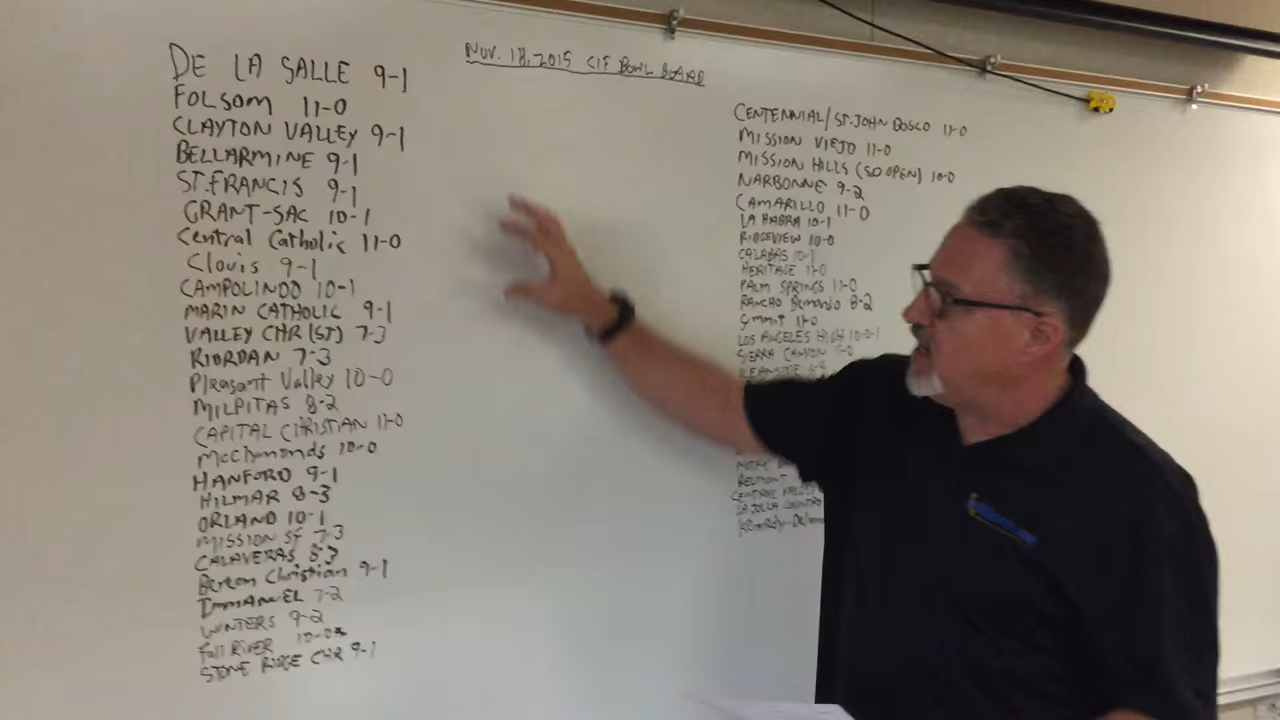 NOV. 18, 2015 CIF BOWL BOARD
DE LA SALLE 9-1
FOLSOM 11-0
CLAYTON VALLEY 9-1
BELLARMINE 9-1
ST. FRANCIS 9-1
GRANT-SAC 10-1
Central Catholic 11-0
Clovis 9-1
CAMPOLINDO 10-1
MARIN CATHOLIC 9-1
VALLEY CHR (SJ) 7-3
RIORDAN 7-3
Pleasant Valley 10-0
MILPITAS 8-2
CAPITAL CHRISTIAN 11-0
McClymonds 10-0
HANFORD 9-1
HILMAR 8-3
ORLAND 10-1
MISSION SF 7-3
CALAVERAS 8-3
Berean Christian 9-1
IMMANUEL 7-2
WINTERS 9-2
Fall RIVER 10-0*
STONE RIDGE CHR 9-1
CENTENNIAL/ST. JOHN BOSCO 11-0
MISSION VIEJO 11-0
MISSION HILLS (SD OPEN) 10-0
NARBONNE 9-2
CAMARILLO 11-0
LA HABRA 10-1
RIDGEVIEW 10-0
CALABAS 10-1
HERITAGE 11-0
PALM SPRINGS 11-0
RANCHO Bernardo 8-2
Summit 11-0
LOS ANGELES HIGH 10-0-1
SIERRA CANYON
BELMONT
CENTRAL VALLEY
LA JOLLA COUNTRY
Kennedy-Delano